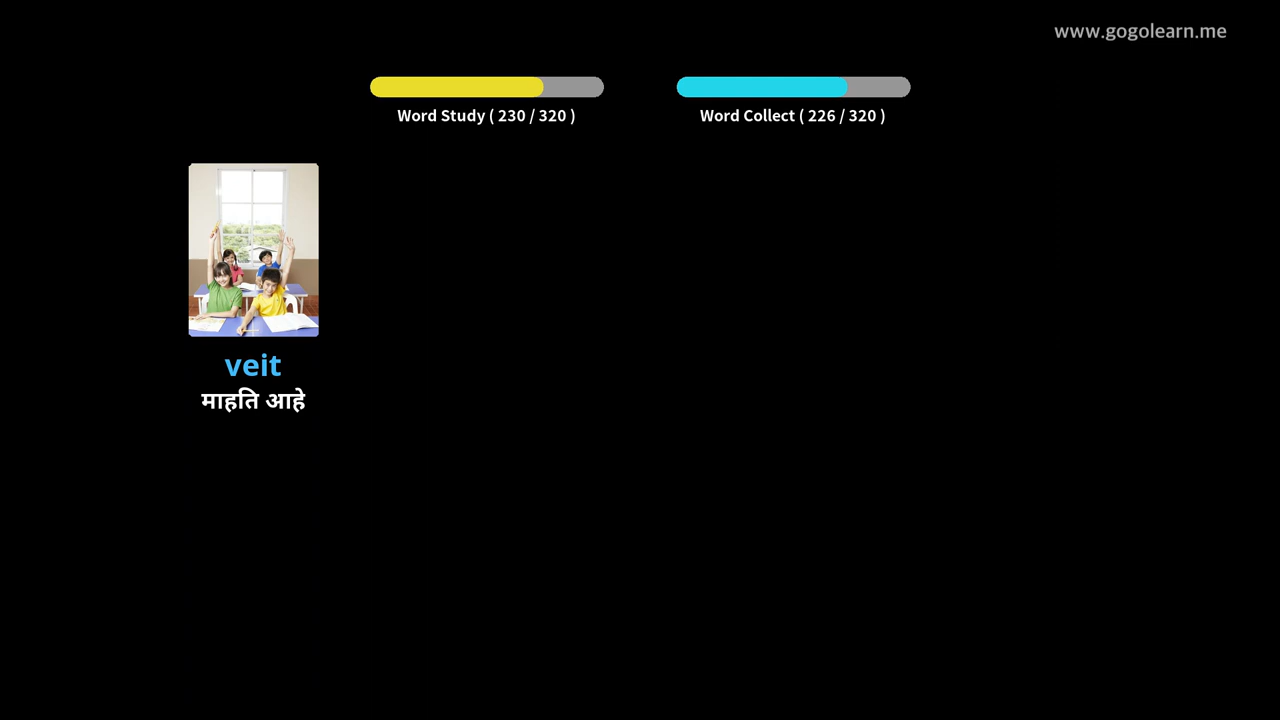 www.gogolearn.me
Word Study ( 230 / 320 )
Word Collect ( 226 / 320 )
veit
माहति आहे